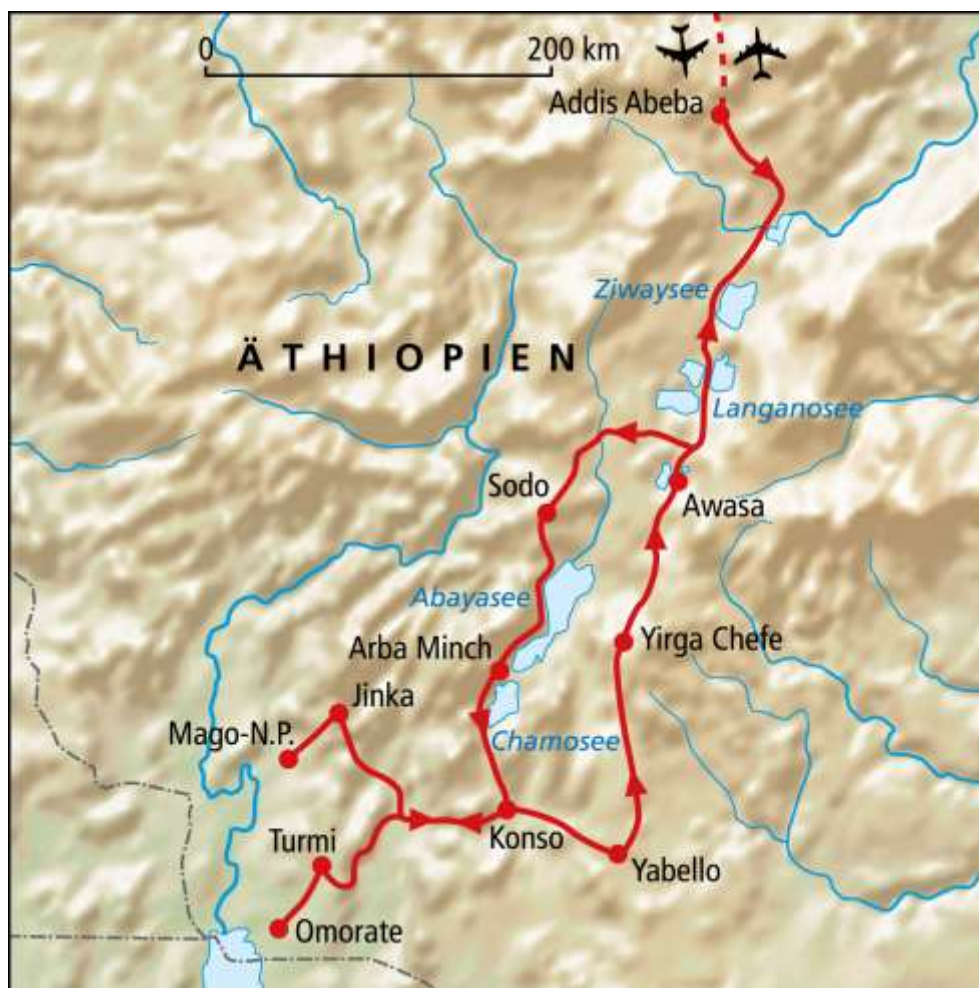 0 200 km
Addis Abeba
Ziwaysee
ÄTHIOPIEN
Langanosee
Sodo
Awasa
Abayasee
Arba Minch
Yirga Chefe
Jinka
Mago-N.P.
Chamosee
Konso
Turmi
Yabello
Omorate